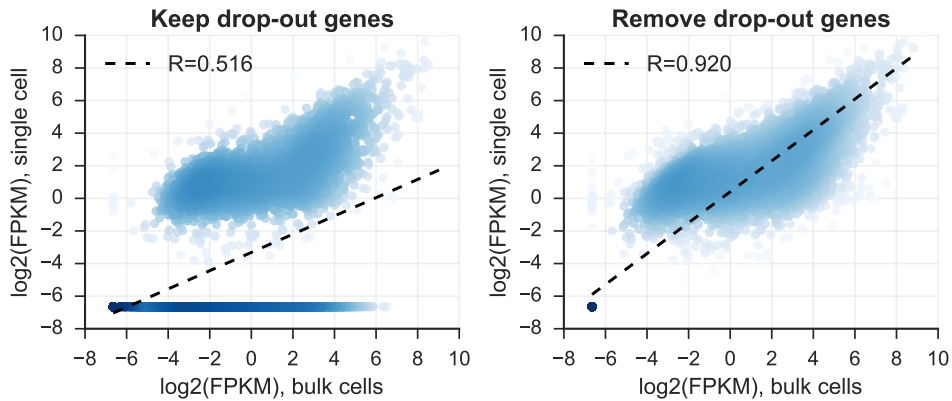 Keep drop-out genes
R=0.516
10
8
6
4
2
0
−2
−4
−6
−8
log2(FPKM), single cell
−8 −6 −4 −2 0 2 4 6 8 10
log2(FPKM), bulk cells
Remove drop-out genes
R=0.920
10
8
6
4
2
0
−2
−4
−6
−8
log2(FPKM), single cell
−8 −6 −4 −2 0 2 4 6 8 10
log2(FPKM), bulk cells